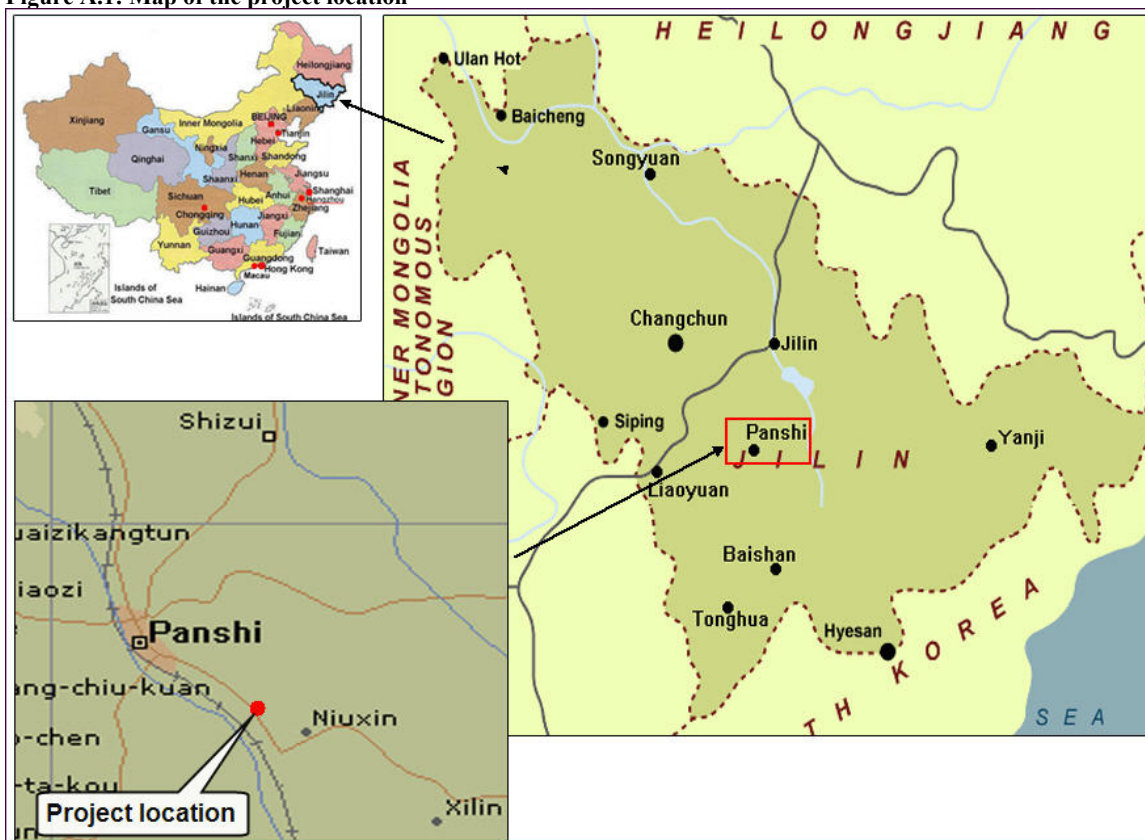 Figure A.1: Map of the project location
Heilongjiang
Jilin
Liaoning
Inner Mongolia
BEIJING
Tianjin
Hebei
Xinjiang
Gansu
Ningxia
Shanxi
Shandong
Qinghai
Shaanxi
Henan
Jiangsu
Tibet
Sichuan
Hubei
Anhui
Shanghai
Hangzhou
Zhejiang
Chongqing
Guizhou
Hunan
Jiangxi
Fujian
Yunnan
Guangxi
Guangdong
Taiwan
Hong Kong
Macau
Hainan
Islands of
South China Sea
Islands of South China Sea
HEILONGJIANG
Ulan Hot
Baicheng
Songyuan
NER MONGOLIA
TONOMOUS
GION
Changchun
Jilin
Siping
Panshi
Yanji
JILIN
Liaoyuan
Baishan
Tonghua
Hyesan
TH KOREA
SEA
Shizui
uaizikangtun
iaozi
Panshi
ang-chiu-kuan
Niuxin
o-chen
-ta-kou
Project location
Xilin
un